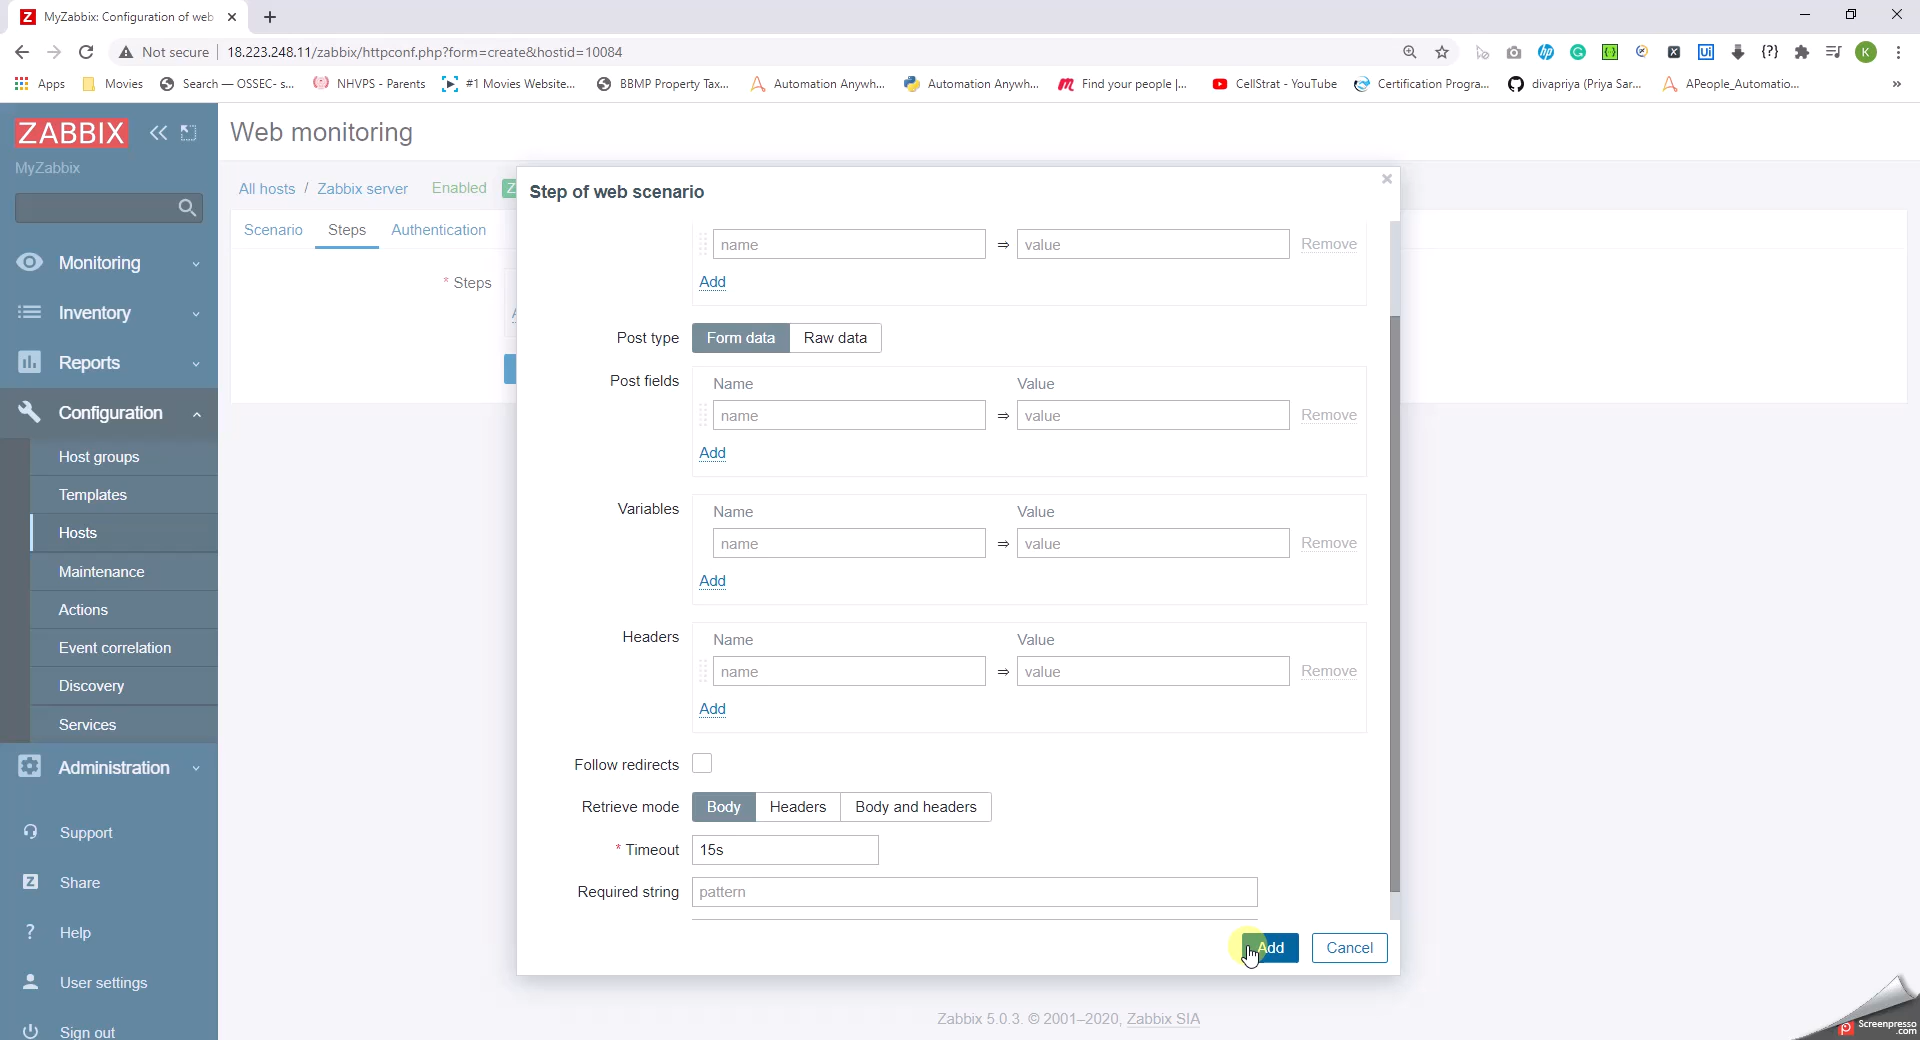 Z MyZabbix: Configuration of web
Not secure 18.223.248.11/zabbix/httpconf.php?form=create&hostid=10084
Apps Movies Search — OSSEC- s... NHVPS - Parents #1 Movies Website... BBMP Property Tax... Automation Anywh... Automation Anywh... Find your people |... CellStrat - YouTube Certification Progra... divapriya (Priya Sar... APeople_Automatio... »
ZABBIX
MyZabbix
Monitoring
Inventory
Reports
Configuration
Host groups
Templates
Hosts
Maintenance
Actions
Event correlation
Discovery
Services
Administration
Support
Share
Help
User settings
Sign out
Web monitoring
All hosts / Zabbix server Enabled Z
Scenario Steps Authentication
* Steps
Step of web scenario
name ⇒ value Remove
Add
Post type Form data Raw data
Post fields Name Value
name ⇒ value Remove
Add
Variables Name Value
name ⇒ value Remove
Add
Headers Name Value
name ⇒ value Remove
Add
Follow redirects
Retrieve mode Body Headers Body and headers
* Timeout 15s
Required string pattern
Add Cancel
Zabbix 5.0.3. © 2001–2020, Zabbix SIA
Screenpresso
.com